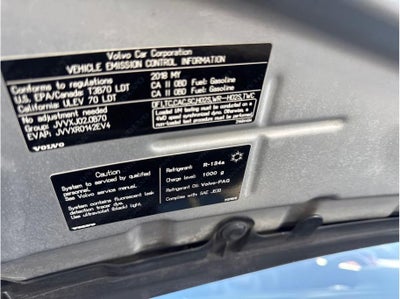 Volvo Car Corporation
VEHICLE EMISSION CONTROL INFORMATION
Conforms to regulations 2018 MY
U.S. EPA/Canada: T3B70 LDT CA II OBD Fuel: Gasoline
California: ULEV 70 LDT CA II OBD Fuel: Gasoline
No adjustment needed
Group: JVVXJ02.0B70
EVAP: JVVXR0142EV4
VOLVO
Caution
System to be serviced by qualified
personnel.
See Volvo service manual.
System contains fluorescent leak
detection tracer dye.
Use ultraviolet (black) light.
Refrigerant R-134a
Charge level: 1000 g
Refrigerant Oil: Volvo-PAG
Complies with SAE